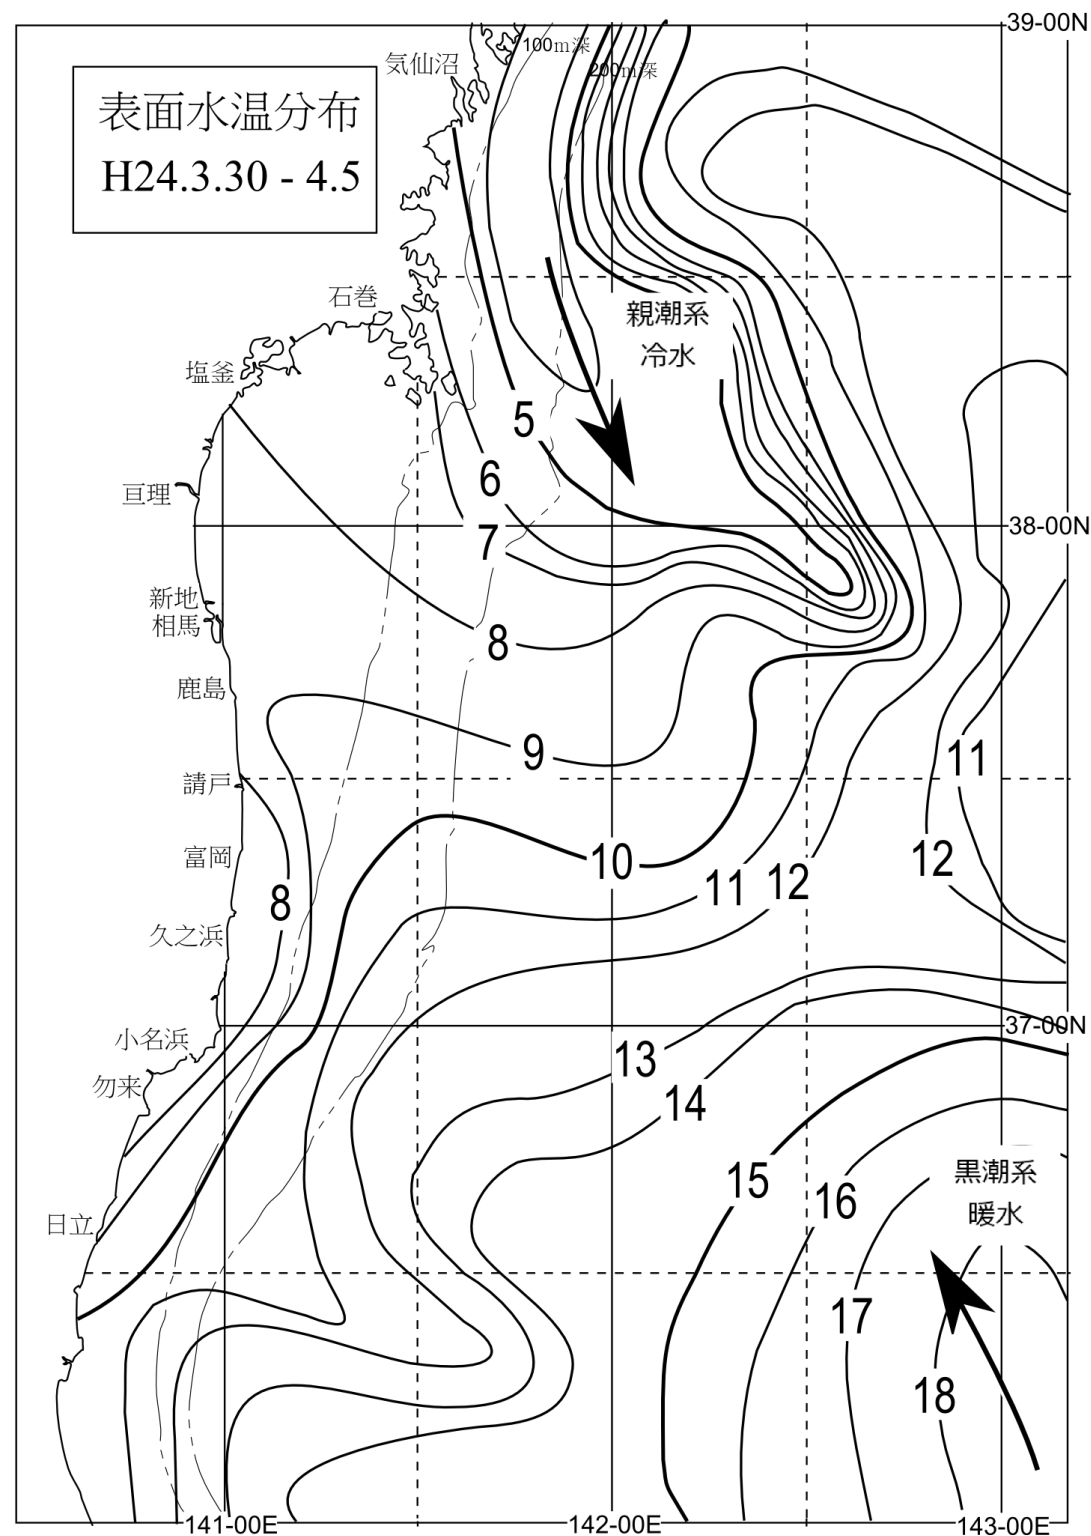 39-00N
100m深
気仙沼
200m深
表面水温分布
H24.3.30 - 4.5
石巻
親潮系
冷水
塩釜
5
6
亘理
38-00N
7
新地
相馬
8
鹿島
9
11
請戸
富岡
10
12
11
12
8
久之浜
37-00N
小名浜
13
勿来
14
15
黒潮系
暖水
16
日立
17
18
141-00E
142-00E
143-00E